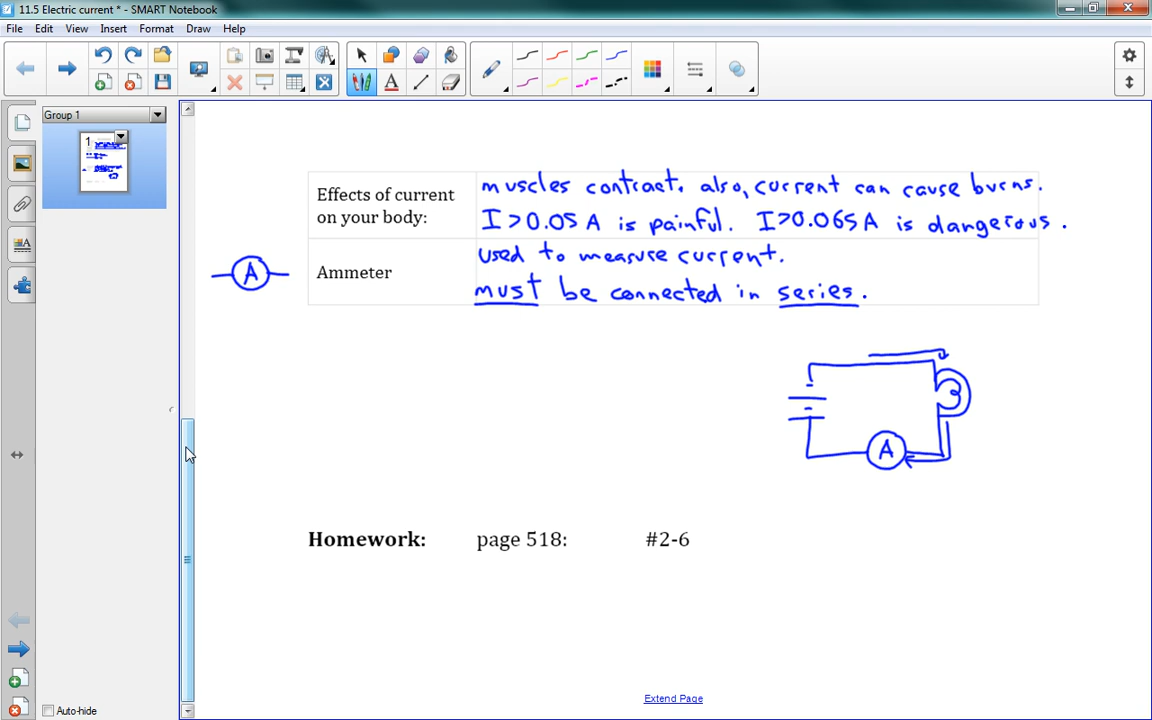 11.5 Electric current * - SMART Notebook
File Edit View Insert Format Draw Help
Group 1
1
Effects of current
on your body:
muscles contract. also, current can cause burns.
I>0.05 A is painful. I>0.065A is dangerous.
A
Ammeter
used to measure current.
must be connected in series.
A
Homework: page 518: #2-6
Extend Page
Auto-hide